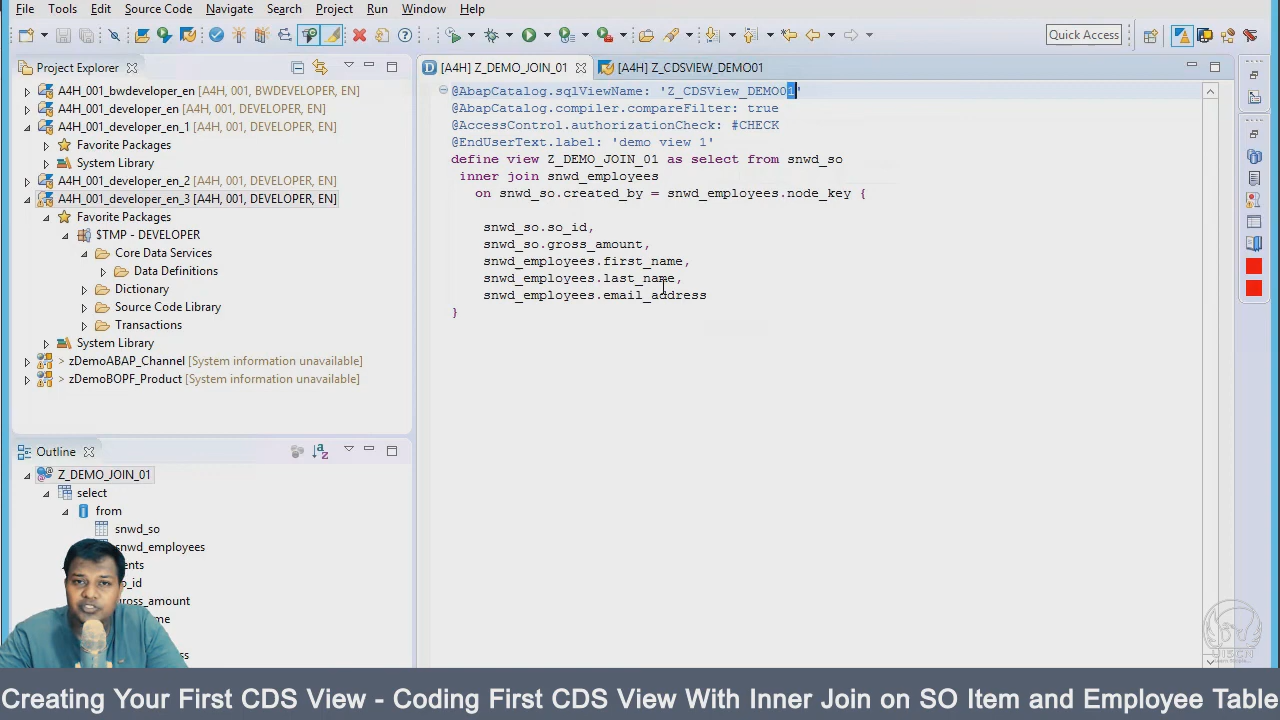 File Edit Source Code Navigate Search Project Run Window Help
Quick Access
Project Explorer
A4H_001_bwdeveloper_en [A4H, 001, BWDEVELOPER, EN]
A4H_001_developer_en [A4H, 001, DEVELOPER, EN]
A4H_001_developer_en_1 [A4H, 001, DEVELOPER, EN]
Favorite Packages
System Library
A4H_001_developer_en_2 [A4H, 001, DEVELOPER, EN]
A4H_001_developer_en_3 [A4H, 001, DEVELOPER, EN]
Favorite Packages
$TMP - DEVELOPER
Core Data Services
Data Definitions
Dictionary
Source Code Library
Transactions
System Library
> zDemoABAP_Channel [System information unavailable]
> zDemoBOPF_Product [System information unavailable]
Outline
Z_DEMO_JOIN_01
select
from
snwd_so
snwd_employees
[A4H] Z_DEMO_JOIN_01
[A4H] Z_CDSVIEW_DEMO01
@AbapCatalog.sqlViewName: 'Z_CDSView_DEMO01'
@AbapCatalog.compiler.compareFilter: true
@AccessControl.authorizationCheck: #CHECK
@EndUserText.label: 'demo view 1'
define view Z_DEMO_JOIN_01 as select from snwd_so
inner join snwd_employees
on snwd_so.created_by = snwd_employees.node_key {
snwd_so.so_id,
snwd_so.gross_amount,
snwd_employees.first_name,
snwd_employees.last_name,
snwd_employees.email_address
}
Creating Your First CDS View - Coding First CDS View With Inner Join on SO Item and Employee Table